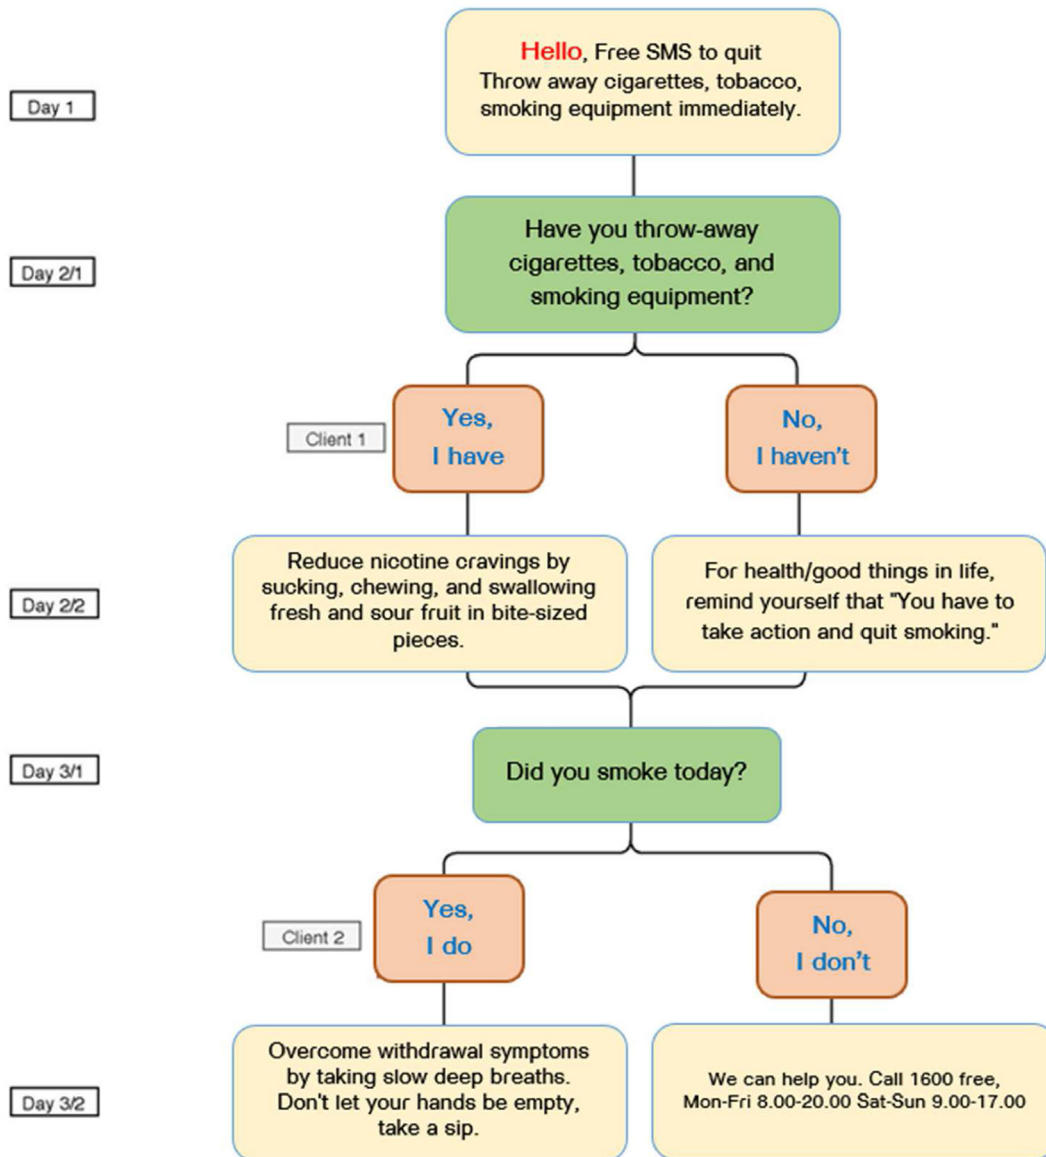 Day 1
Hello, Free SMS to quit
Throw away cigarettes, tobacco,
smoking equipment immediately.
Day 2/1
Have you throw-away
cigarettes, tobacco, and
smoking equipment?
Client 1
Yes,
I have
No,
I haven't
Day 2/2
Reduce nicotine cravings by
sucking, chewing, and swallowing
fresh and sour fruit in bite-sized
pieces.
For health/good things in life,
remind yourself that "You have to
take action and quit smoking."
Day 3/1
Did you smoke today?
Client 2
Yes,
I do
No,
I don't
Day 3/2
Overcome withdrawal symptoms
by taking slow deep breaths.
Don't let your hands be empty,
take a sip.
We can help you. Call 1600 free,
Mon-Fri 8.00-20.00 Sat-Sun 9.00-17.00